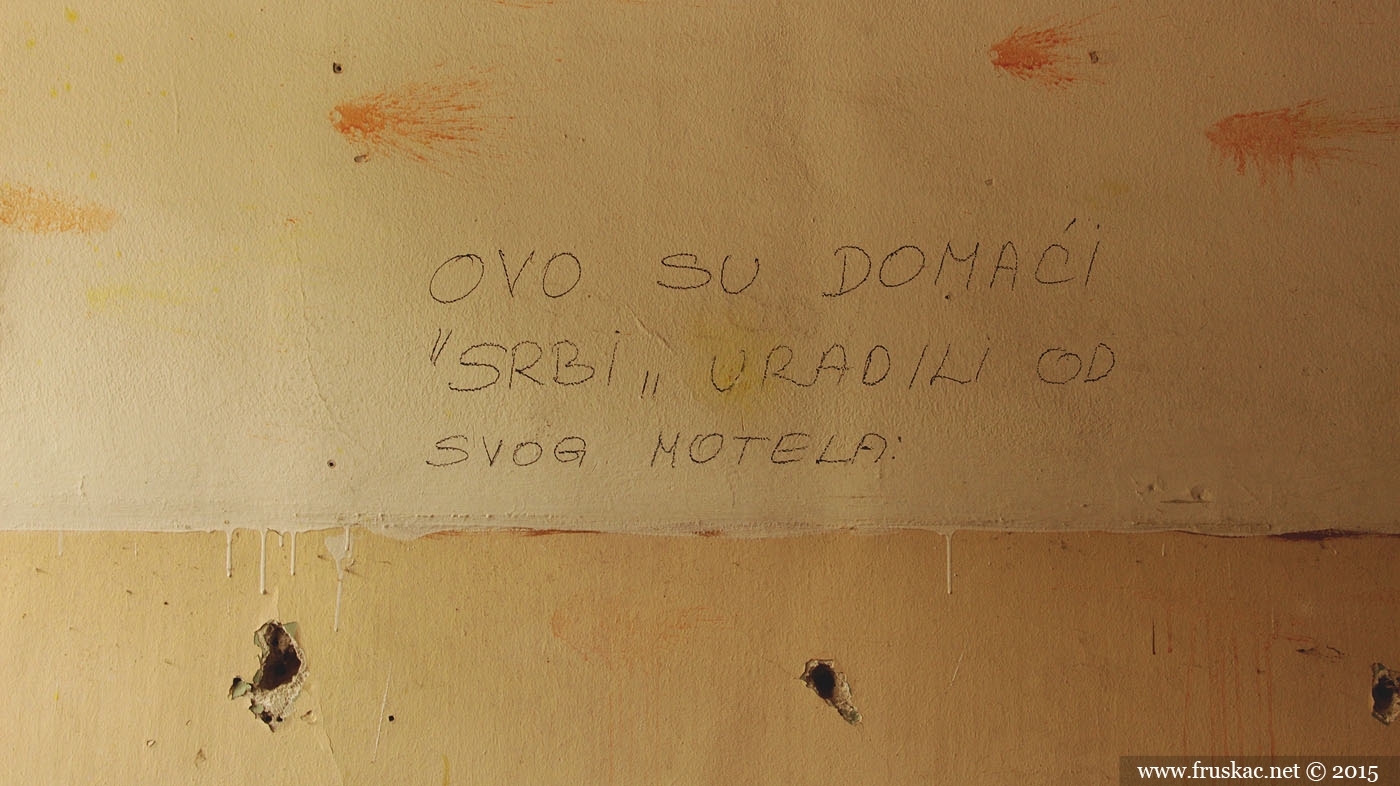 OVO SU DOMAĆI
"SRBI„ URADILI OD
SVOG MOTELA:
www.fruskac.net © 2015